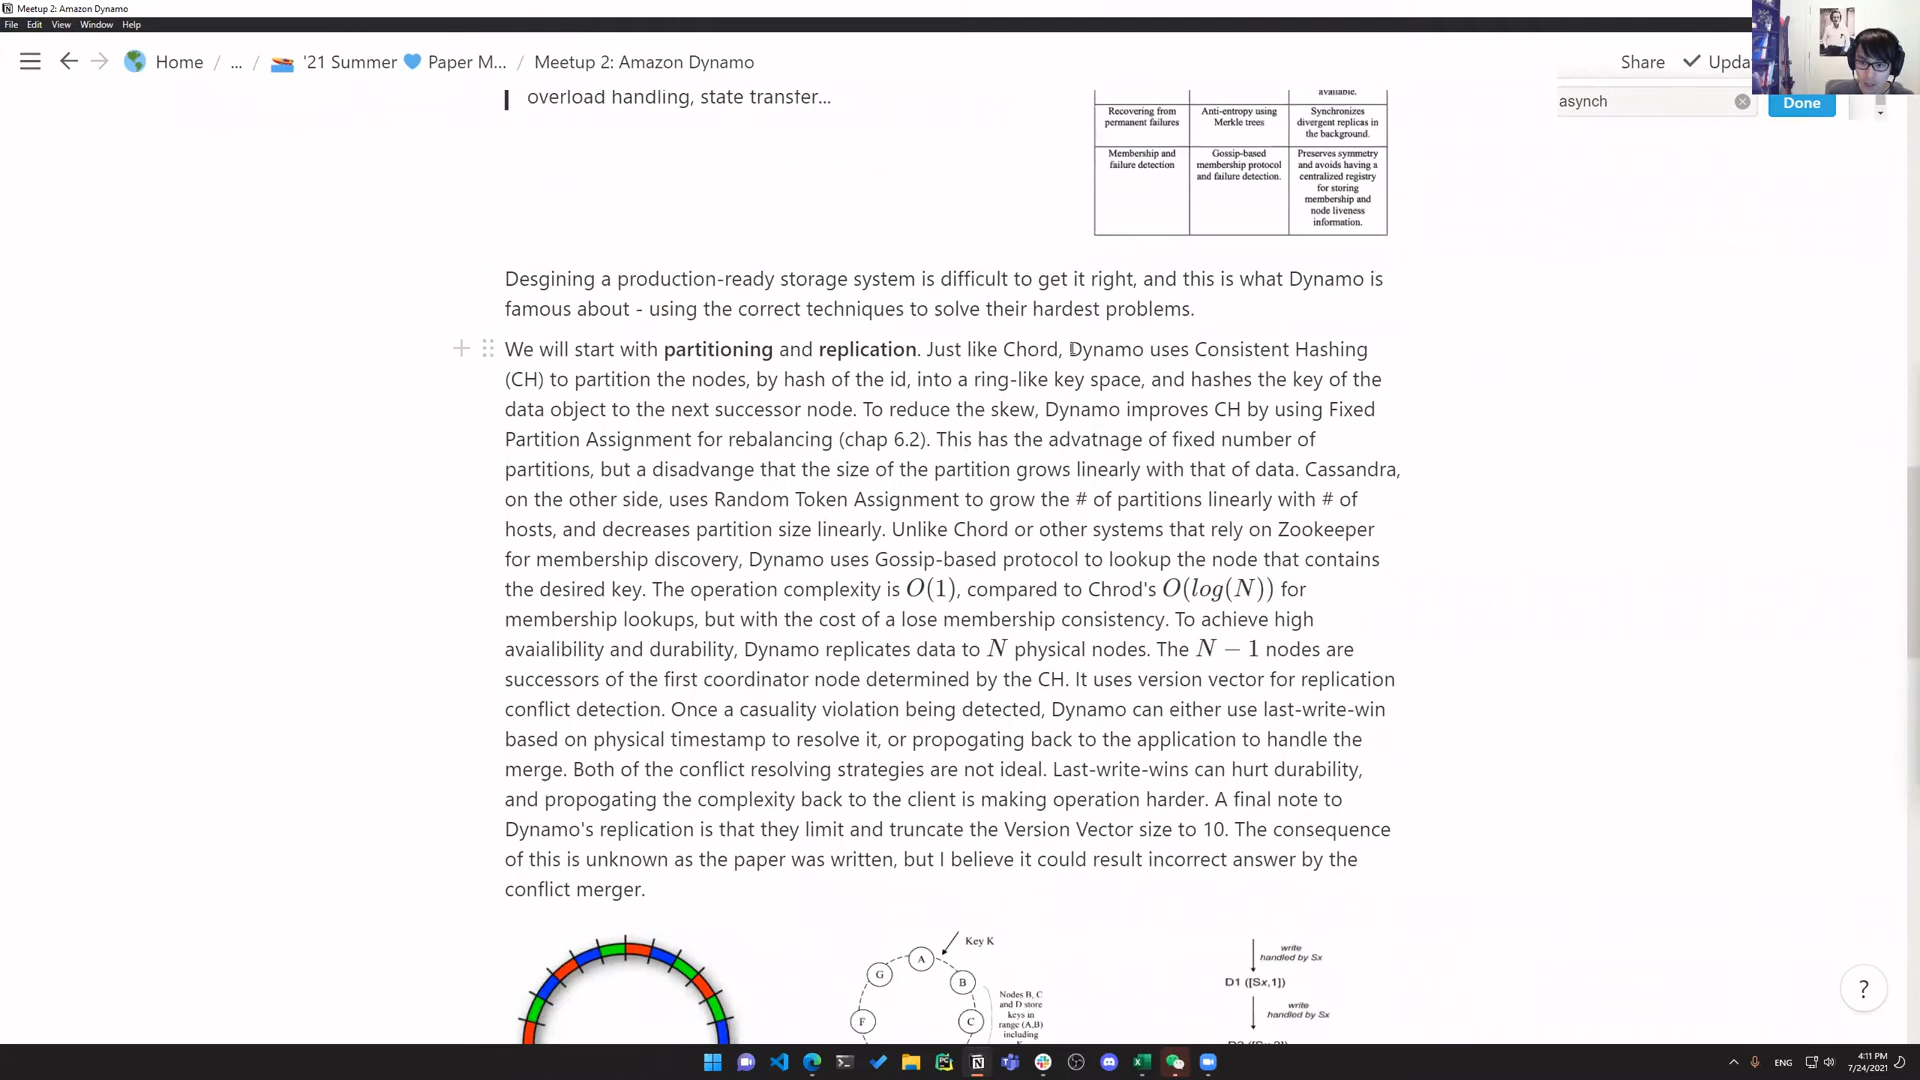 Meetup 2: Amazon Dynamo
File Edit View Window Help
Home / ... / '21 Summer 💙 Paper M... / Meetup 2: Amazon Dynamo
Share Upda
asynch
Done
overload handling, state transfer...
available.
Recovering from permanent failures
Anti-entropy using Merkle trees
Synchronizes divergent replicas in the background.
Membership and failure detection
Gossip-based membership protocol and failure detection.
Preserves symmetry and avoids having a centralized registry for storing membership and node liveness information.
Desgining a production-ready storage system is difficult to get it right, and this is what Dynamo is
famous about - using the correct techniques to solve their hardest problems.
We will start with partitioning and replication. Just like Chord, Dynamo uses Consistent Hashing
(CH) to partition the nodes, by hash of the id, into a ring-like key space, and hashes the key of the
data object to the next successor node. To reduce the skew, Dynamo improves CH by using Fixed
Partition Assignment for rebalancing (chap 6.2). This has the advatnage of fixed number of
partitions, but a disadvange that the size of the partition grows linearly with that of data. Cassandra,
on the other side, uses Random Token Assignment to grow the # of partitions linearly with # of
hosts, and decreases partition size linearly. Unlike Chord or other systems that rely on Zookeeper
for membership discovery, Dynamo uses Gossip-based protocol to lookup the node that contains
the desired key. The operation complexity is O(1), compared to Chrod's O(log(N)) for
membership lookups, but with the cost of a lose membership consistency. To achieve high
avaialibility and durability, Dynamo replicates data to N physical nodes. The N − 1 nodes are
successors of the first coordinator node determined by the CH. It uses version vector for replication
conflict detection. Once a casuality violation being detected, Dynamo can either use last-write-win
based on physical timestamp to resolve it, or propogating back to the application to handle the
merge. Both of the conflict resolving strategies are not ideal. Last-write-wins can hurt durability,
and propogating the complexity back to the client is making operation harder. A final note to
Dynamo's replication is that they limit and truncate the Version Vector size to 10. The consequence
of this is unknown as the paper was written, but I believe it could result incorrect answer by the
conflict merger.
Key K
A
B
C
G
F
Nodes B, C
and D store
keys in
range (A,B)
including
write
handled by Sx
D1 ([Sx,1])
write
handled by Sx
?
ENG
4:11 PM
7/24/2021